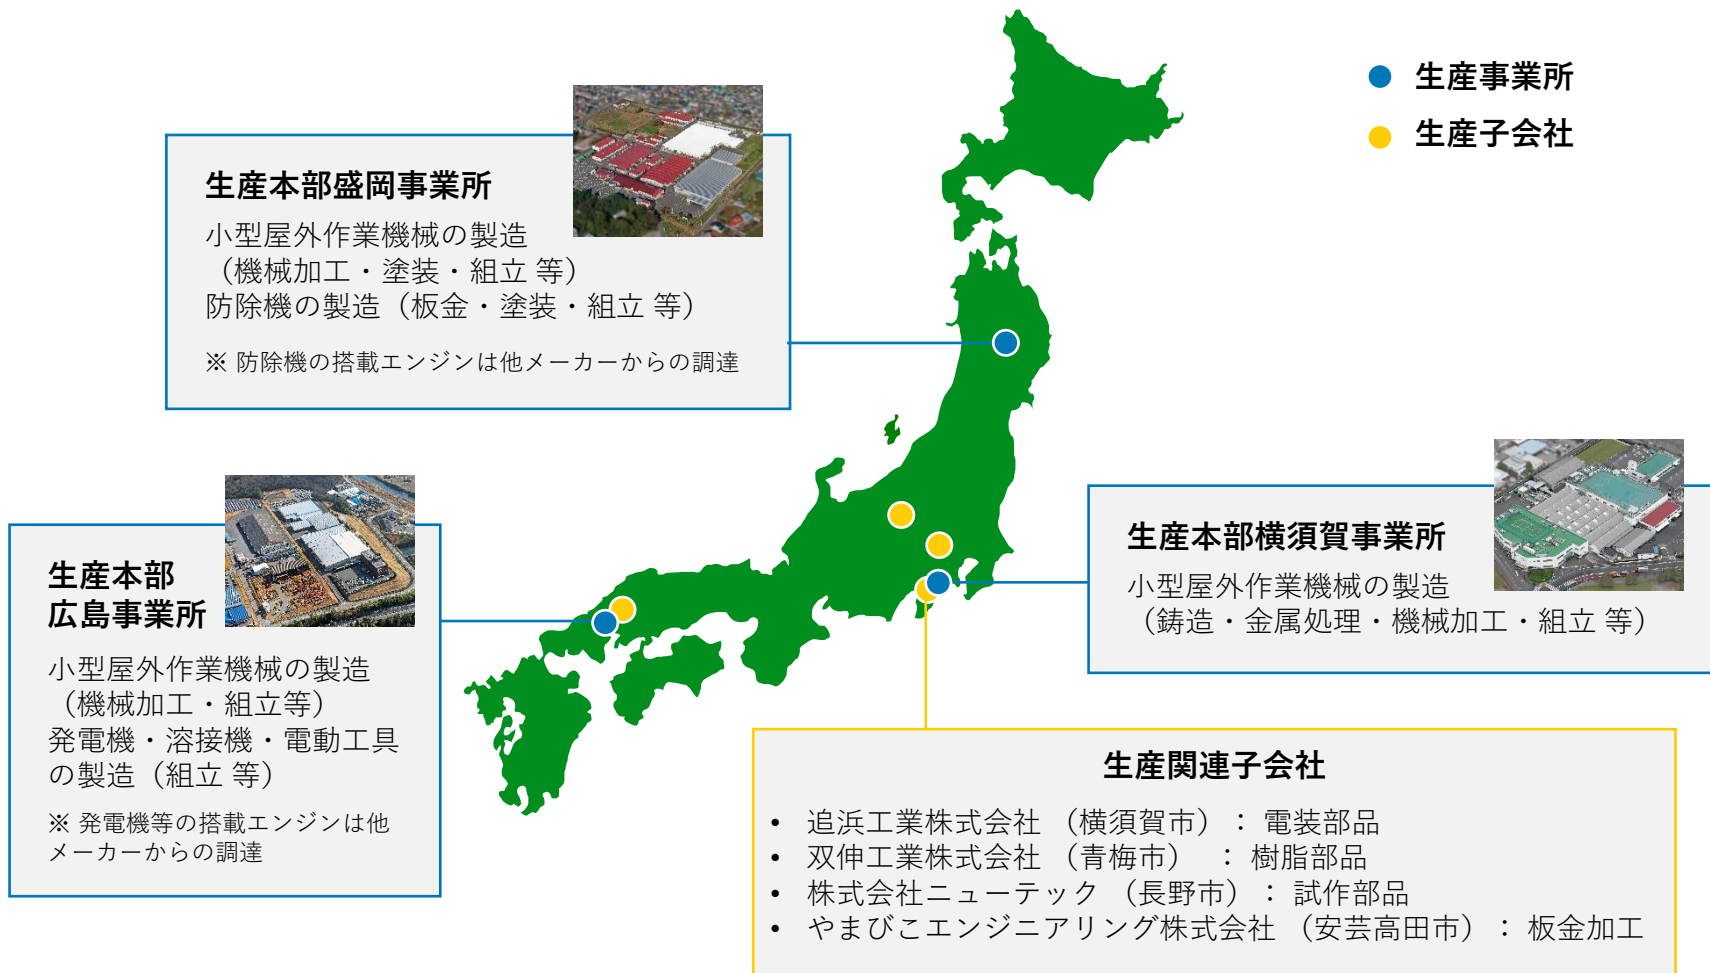 生産事業所
生産子会社
生産本部盛岡事業所
小型屋外作業機械の製造
（機械加工・塗装・組立 等）
防除機の製造（板金・塗装・組立 等）
※ 防除機の搭載エンジンは他メーカーからの調達
生産本部
広島事業所
小型屋外作業機械の製造
（機械加工・組立等）
発電機・溶接機・電動工具
の製造（組立 等）
※ 発電機等の搭載エンジンは他
メーカーからの調達
生産本部横須賀事業所
小型屋外作業機械の製造
（鋳造・金属処理・機械加工・組立 等）
生産関連子会社
• 追浜工業株式会社 （横須賀市）： 電装部品
• 双伸工業株式会社 （青梅市） ： 樹脂部品
• 株式会社ニューテック （長野市）： 試作部品
• やまびこエンジニアリング株式会社 （安芸高田市）： 板金加工